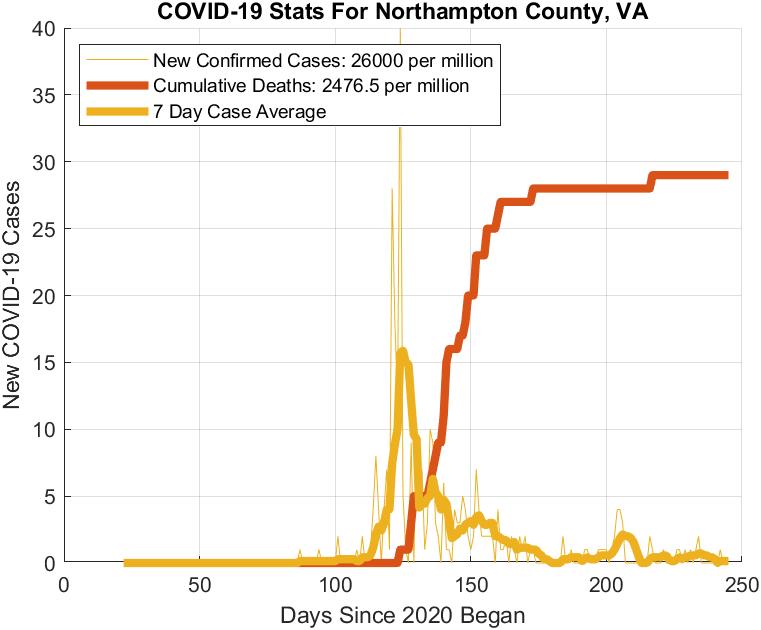 COVID-19 Stats For Northampton County, VA
New Confirmed Cases: 26000 per million
Cumulative Deaths: 2476.5 per million
7 Day Case Average
New COVID-19 Cases
40
35
30
25
20
15
10
5
0
0 50 100 150 200 250
Days Since 2020 Began